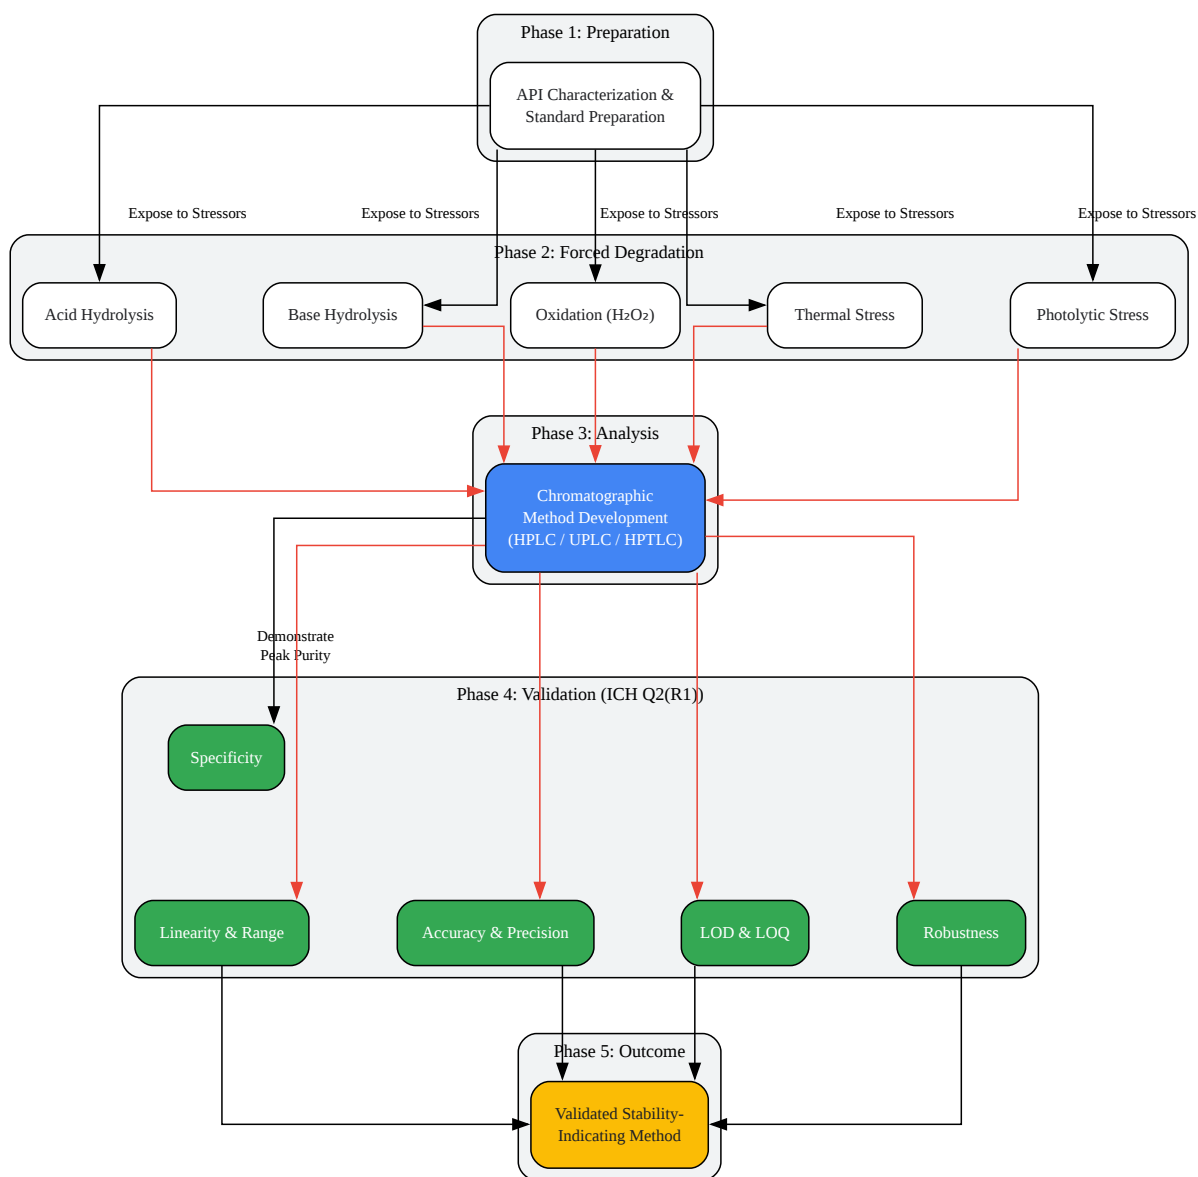 Phase 1: Preparation
API Characterization &
Standard Preparation
Expose to Stressors
Expose to Stressors
Expose to Stressors
Expose to Stressors
Expose to Stressors
Phase 2: Forced Degradation
Acid Hydrolysis
Base Hydrolysis
Oxidation (H₂O₂)
Thermal Stress
Photolytic Stress
Phase 3: Analysis
Chromatographic
Method Development
(HPLC / UPLC / HPTLC)
Demonstrate
Peak Purity
Phase 4: Validation (ICH Q2(R1))
Specificity
Linearity & Range
Accuracy & Precision
LOD & LOQ
Robustness
Phase 5: Outcome
Validated Stability-
Indicating Method